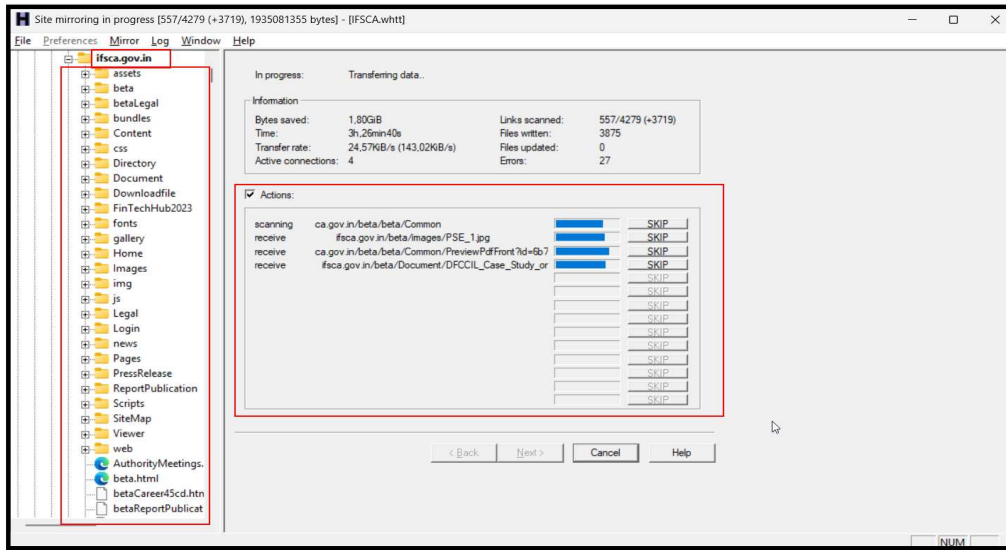 Site mirroring in progress [557/4279 (+3719), 1935081355 bytes] - [IFSCA.whtt]
File Preferences Mirror Log Window Help
ifsca.gov.in
assets
beta
betaLegal
bundles
Content
css
Directory
Document
Downloadfile
FinTechHub2023
fonts
gallery
Home
Images
img
js
Legal
Login
news
Pages
PressRelease
ReportPublication
Scripts
SiteMap
Viewer
web
AuthorityMeetings.
beta.html
betaCareer45cd.htn
betaReportPublicat
In progress: Transferring data..
Information
Bytes saved: 1,80GiB Links scanned: 557/4279 (+3719)
Time: 3h,26min40s Files written: 3875
Transfer rate: 24,57KiB/s (143,02KiB/s) Files updated: 0
Active connections: 4 Errors: 27
Actions:
scanning ca.gov.in/beta/beta/Common SKIP
receive ifsca.gov.in/beta/images/PSE_1.jpg SKIP
receive ca.gov.in/beta/beta/Common/PreviewPdfFront?id=6b7 SKIP
receive ifsca.gov.in/beta/Document/DFCCIL_Case_Study_or SKIP
SKIP
SKIP
SKIP
SKIP
SKIP
SKIP
SKIP
SKIP
SKIP
SKIP
< Back Next > Cancel Help
NUM